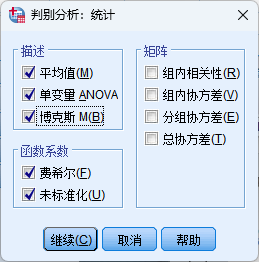 判别分析：统计
描述
平均值(M)
单变量 ANOVA
博克斯 M(B)
函数系数
费希尔(F)
未标准化(U)
矩阵
组内相关性(R)
组内协方差(V)
分组协方差(E)
总协方差(T)
继续(C)
取消
帮助